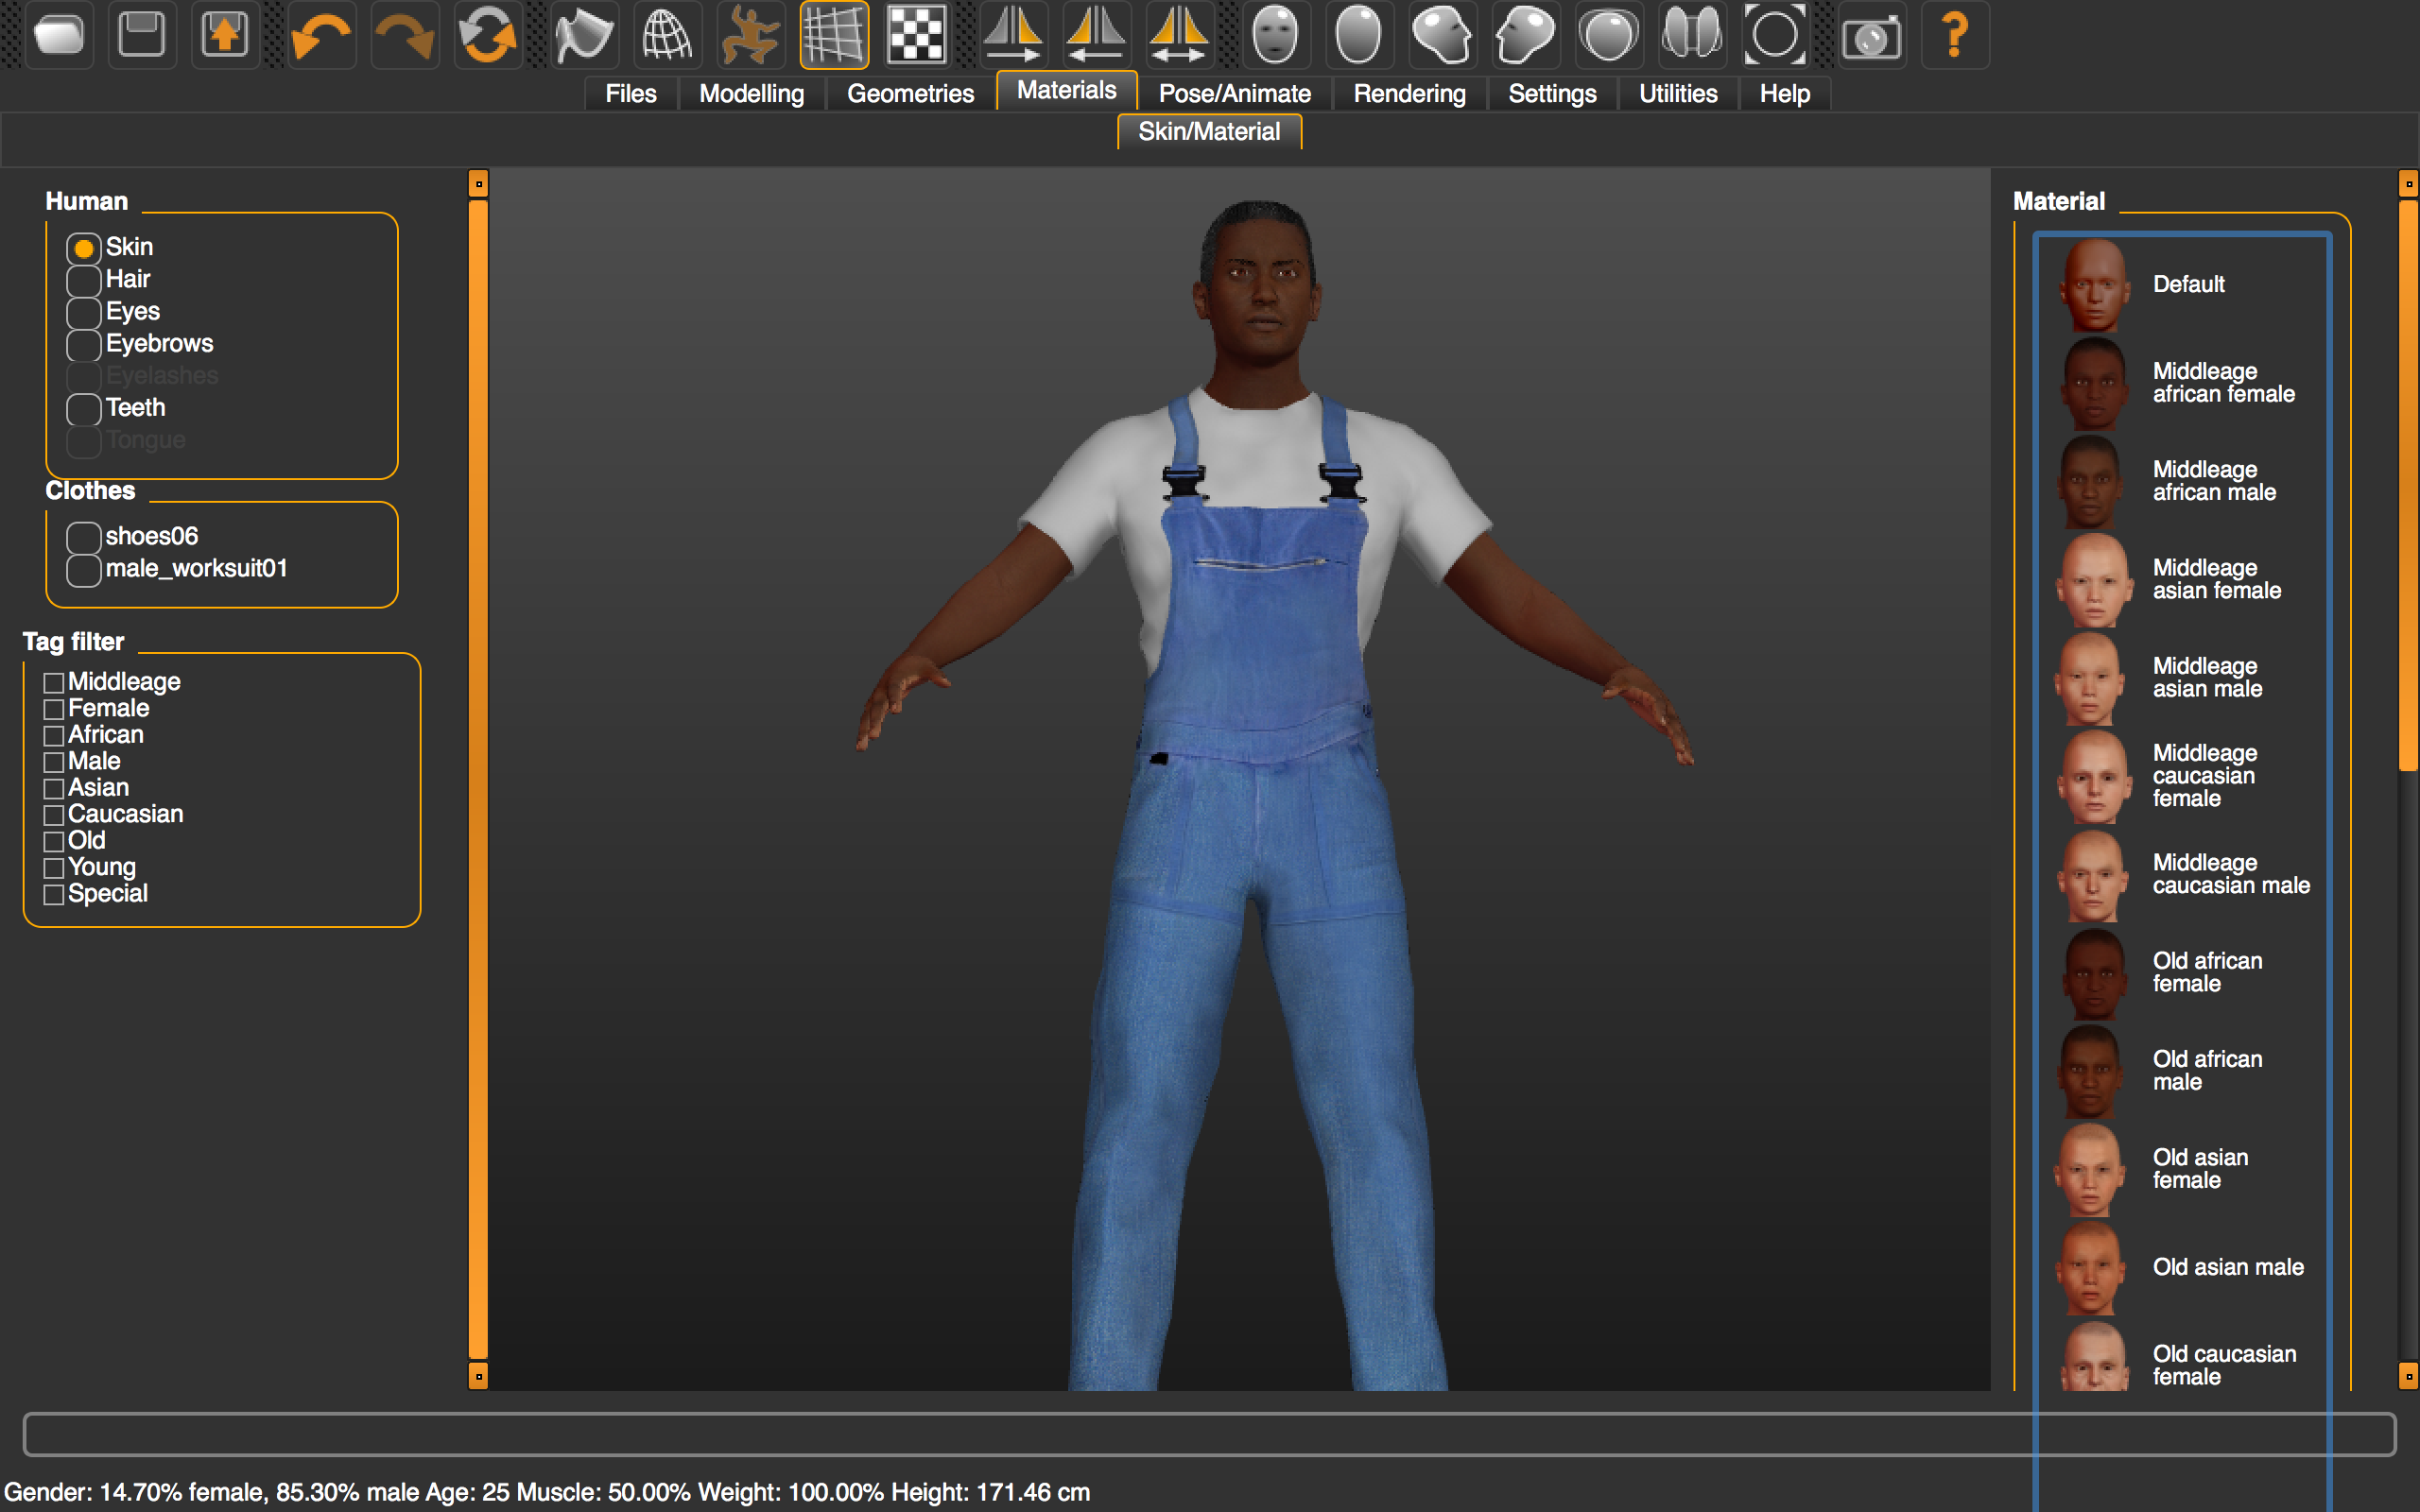 Files Modelling Geometries Materials Pose/Animate Rendering Settings Utilities Help
Skin/Material
Human
Skin
Hair
Eyes
Eyebrows
Eyelashes
Teeth
Tongue
Clothes
shoes06
male_worksuit01
Tag filter
Middleage
Female
African
Male
Asian
Caucasian
Old
Young
Special
Material
Default
Middleage
african female
Middleage
african male
Middleage
asian female
Middleage
asian male
Middleage
caucasian
female
Middleage
caucasian male
Old african
female
Old african
male
Old asian
female
Old asian male
Old caucasian
female
Gender: 14.70% female, 85.30% male Age: 25 Muscle: 50.00% Weight: 100.00% Height: 171.46 cm